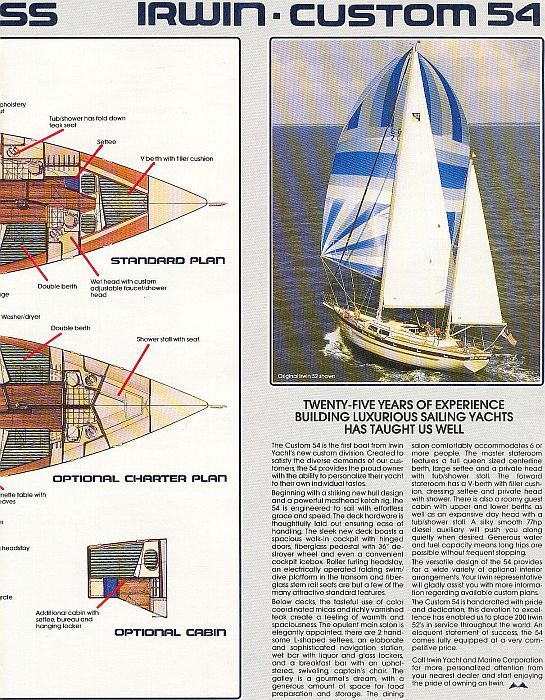 SS
IRWIN · CUSTOM 54
pholstery
Tub/shower has fold down
teak seat
Settee
V berth with filler cushion
STANDARD PLAN
Double berth
Wet head with custom
adjustable faucet/shower
head
Washer/dryer
Double berth
Shower stall with seat
OPTIONAL CHARTER PLAN
nette table with
eaves
headstay
grate
Additional cabin with
settee, bureau and
hanging locker
OPTIONAL CABIN
Original Irwin 52 shown
TWENTY-FIVE YEARS OF EXPERIENCE
BUILDING LUXURIOUS SAILING YACHTS
HAS TAUGHT US WELL
The Custom 54 is the first boat from Irwin
Yacht's new custom division. Created to
satisfy the diverse demands of our cus-
tomers, the 54 provides the proud owner
with the ability to personalize their yacht
to their own individual tastes.
Beginning with a striking new hull design
and a powerful masthead ketch rig, the
54 is engineered to sail with effortless
grace and speed. The deck hardware is
thoughtfully laid out ensuring ease of
handling. The sleek new deck boasts a
spacious walk-in cockpit with hinged
doors, fiberglass pedestal with 36" de-
stroyer wheel and even a convenient
cockpit icebox. Roller furling headstay,
an electrically operated folding swim/
dive platform in the transom and fiber-
glass stern rail seats are but a few of the
many attractive standard features.
Below decks, the tasteful use of color
coordinated micas and richly varnished
teak create a feeling of warmth and
spaciousness. The opulent main salon is
elegantly appointed; there are 2 hand-
some L-shaped settees, an elaborate
and sophisticated navigation station,
wet bar with liquor and glass lockers,
and a breakfast bar with an uphol-
stered, swiveling, captain's chair. The
galley is a gourmet's dream, with a
generous amount of space for food
preparation and storage. The dining
salon comfortably accommodates 6 or
more people. The master stateroom
features a full queen sized centerline
berth, large settee and a private head
with tub/shower stall. The forward
stateroom has a V-berth with filler cush-
ion, dressing settee and private head
with shower. There is also a roomy guest
cabin with upper and lower berths as
well as an expansive day head with a
tub/shower stall. A silky smooth 77hp
diesel auxiliary will push you along
quietly when desired. Generous water
and fuel capacity means long trips are
possible without frequent stopping.
The versatile design of the 54 provides
for a wide variety of optional interior
arrangements. Your Irwin representative
will gladly assist you with more informa-
tion regarding available custom plans.
The Custom 54 is handcrafted with pride
and dedication, this devotion to excel-
lence has enabled us to place 200 Irwin
52's in service throughout the world. An
eloquent statement of success, the 54
comes fully equipped at a very com-
petitive price.
Call Irwin Yacht and Marine Corporation
for more personalized attention from
your nearest dealer and start enjoying
the pride of owning an Irwin.